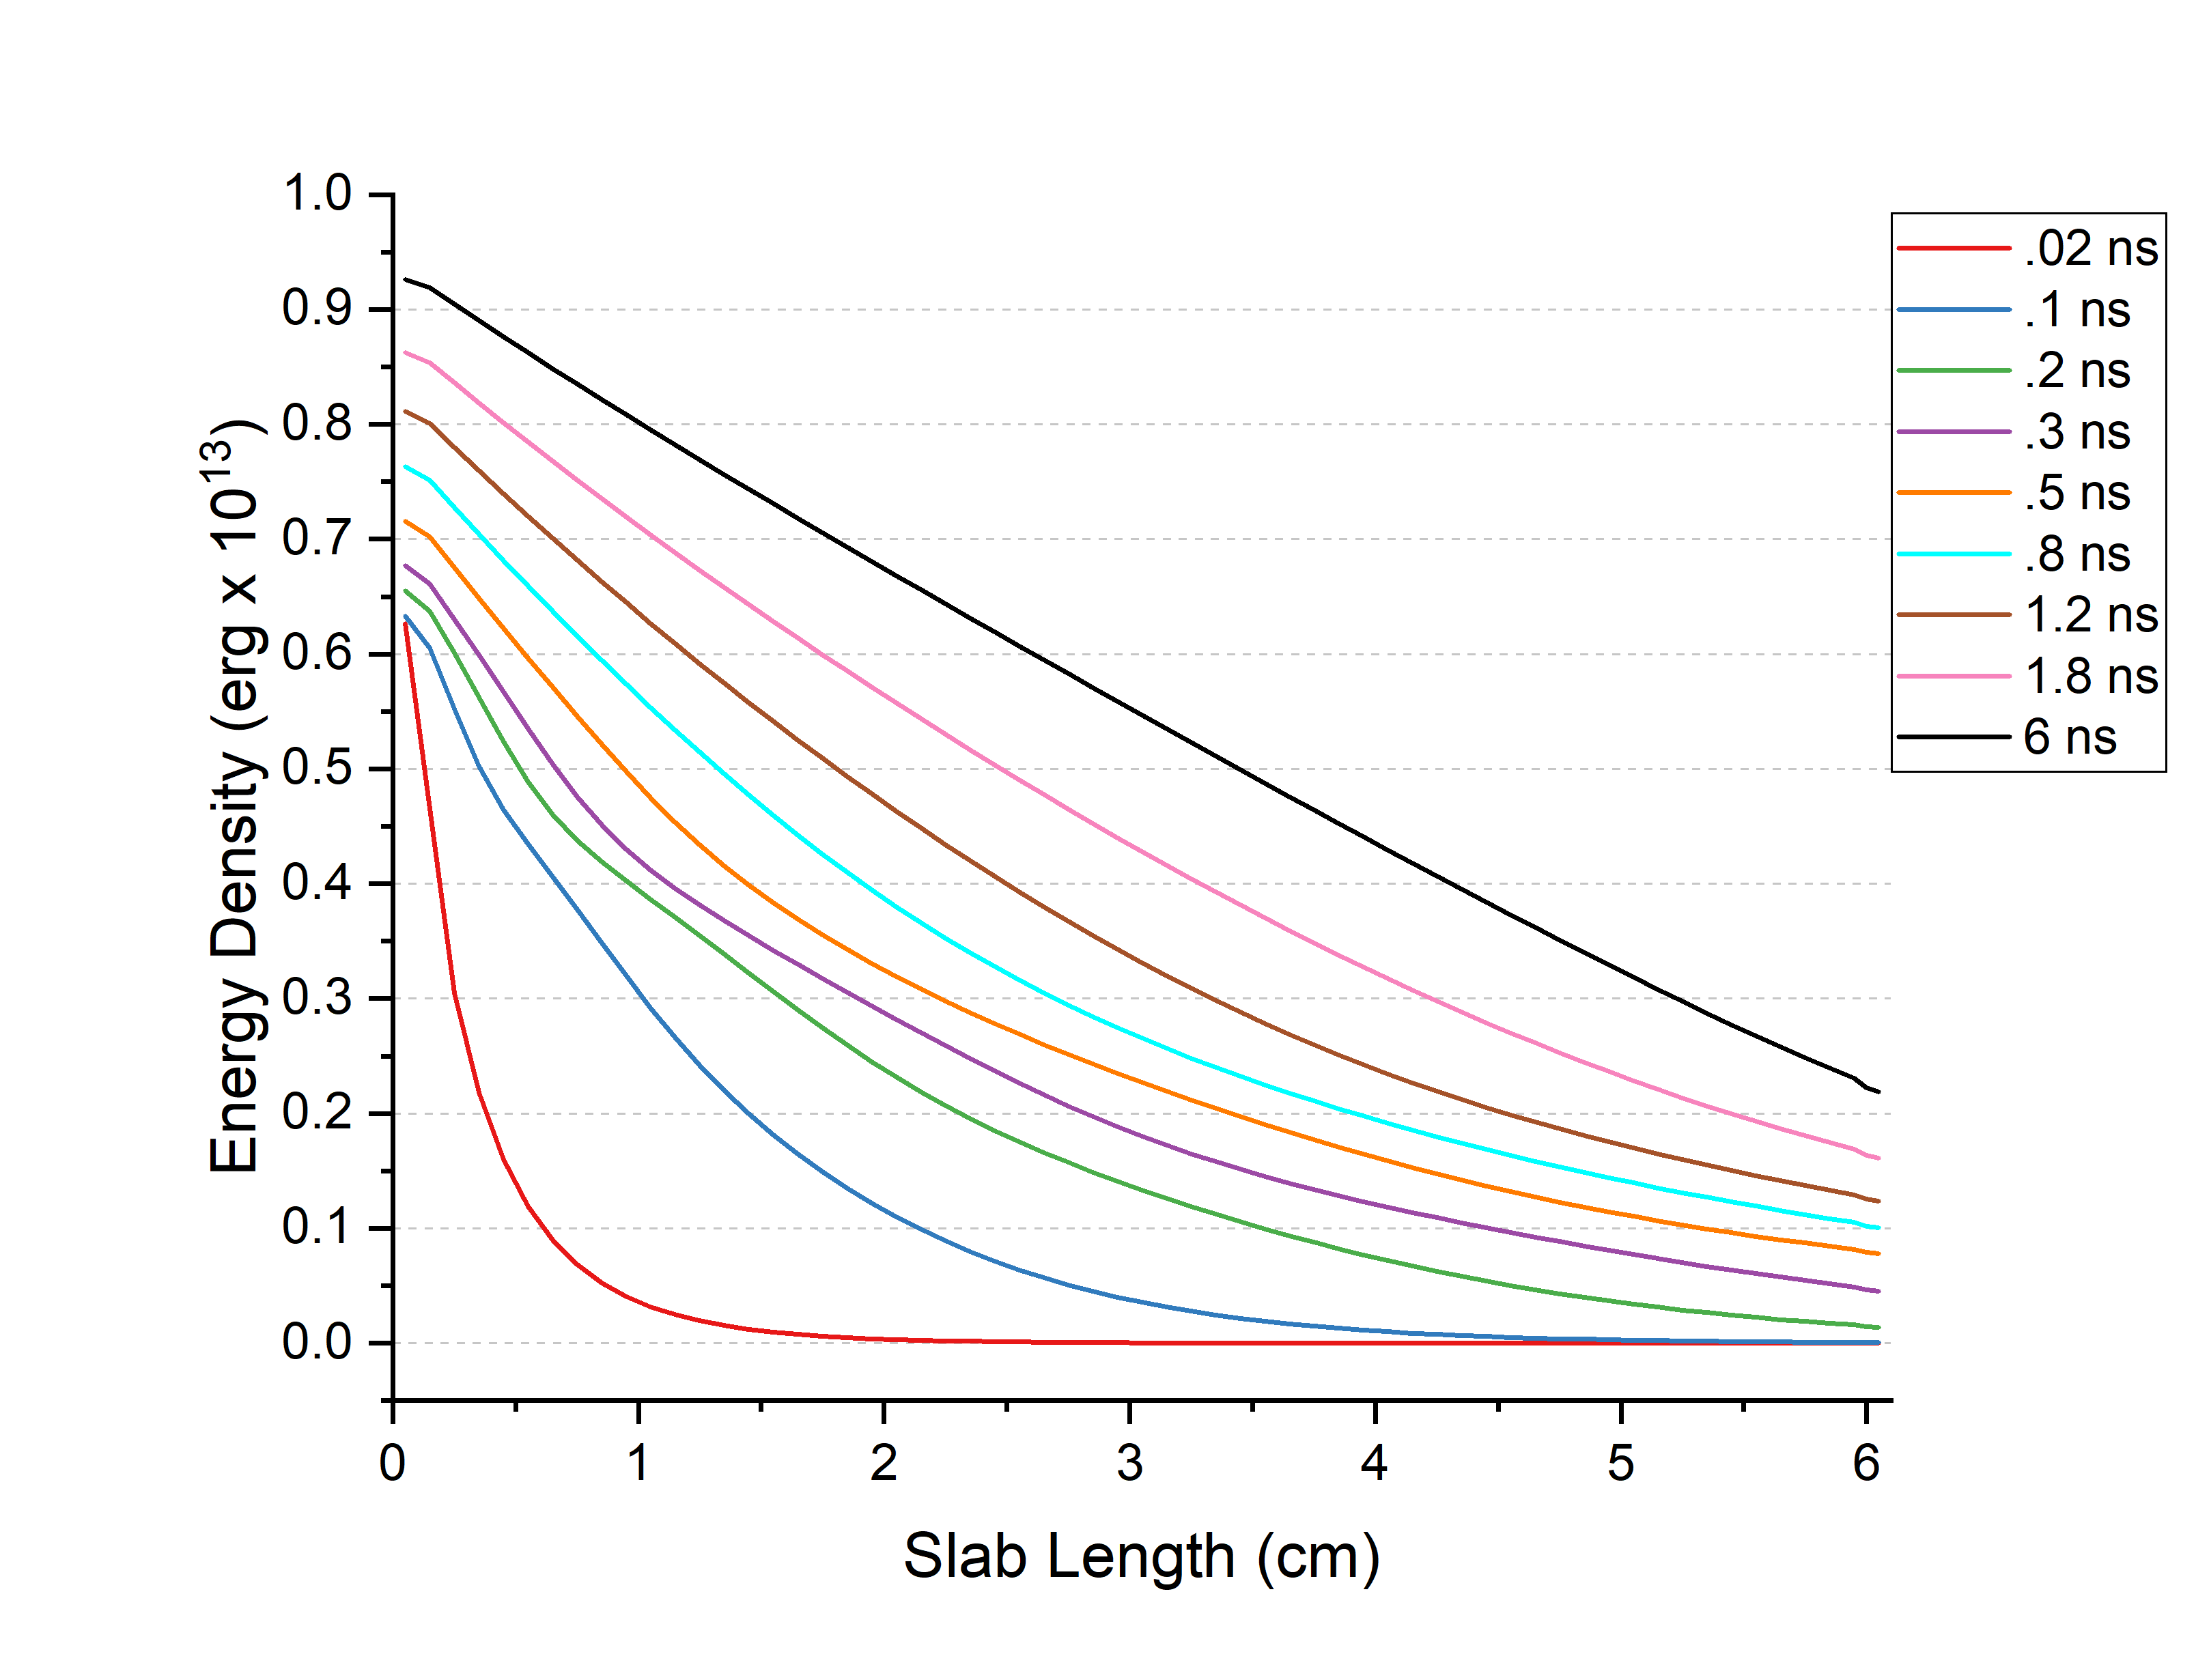 Energy Density (erg x 10¹³)
1.0
0.9
0.8
0.7
0.6
0.5
0.4
0.3
0.2
0.1
0.0
0 1 2 3 4 5 6
Slab Length (cm)
.02 ns
.1 ns
.2 ns
.3 ns
.5 ns
.8 ns
1.2 ns
1.8 ns
6 ns